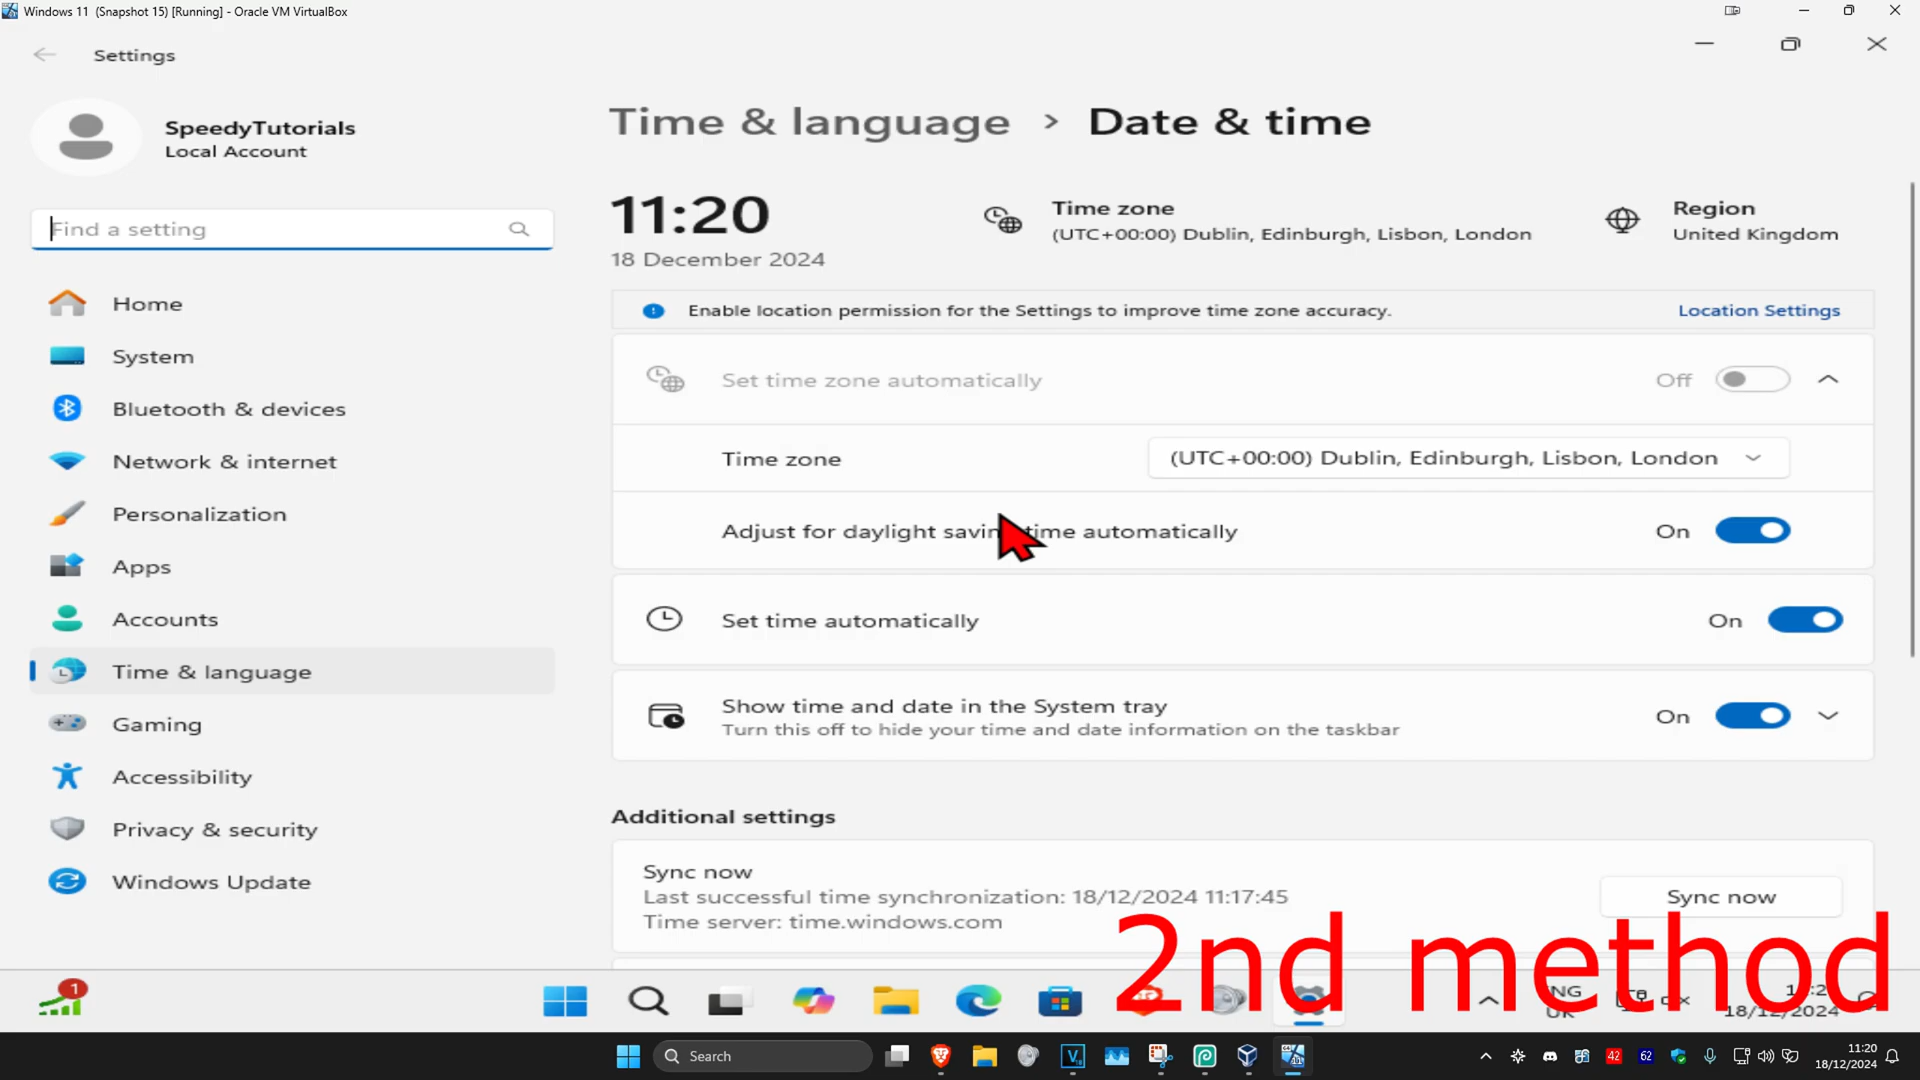 Windows 11 (Snapshot 15) [Running] - Oracle VM VirtualBox
Settings
SpeedyTutorials
Local Account
Find a setting
Home
System
Bluetooth & devices
Network & internet
Personalization
Apps
Accounts
Time & language
Gaming
Accessibility
Privacy & security
Windows Update
Time & language > Date & time
11:20
18 December 2024
Time zone
(UTC+00:00) Dublin, Edinburgh, Lisbon, London
Region
United Kingdom
Enable location permission for the Settings to improve time zone accuracy.
Location Settings
Set time zone automatically
Off
Time zone
(UTC+00:00) Dublin, Edinburgh, Lisbon, London
Adjust for daylight saving time automatically
On
Set time automatically
On
Show time and date in the System tray
Turn this off to hide your time and date information on the taskbar
On
Additional settings
Sync now
Last successful time synchronization: 18/12/2024 11:17:45
Time server: time.windows.com
Sync now
2nd method
1
UK
18/12/2024
Search
42
62
11:20
18/12/2024